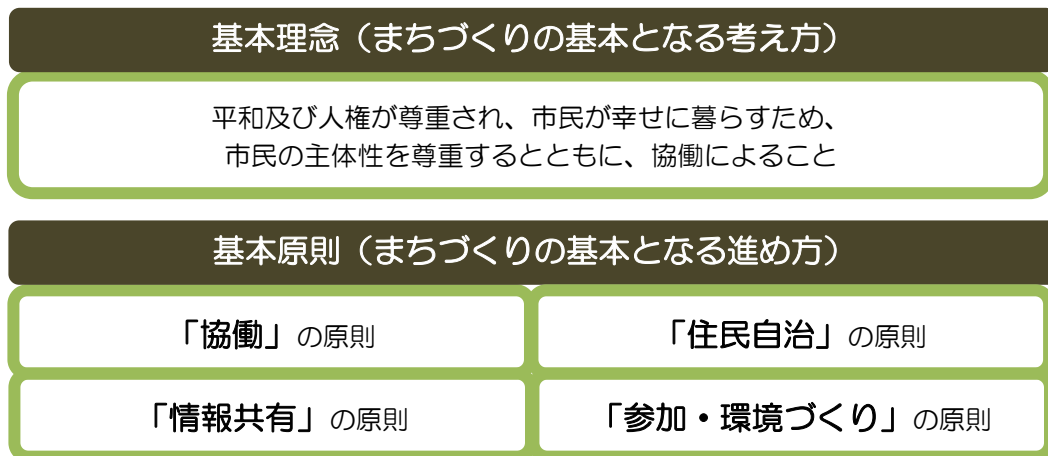 基本理念（まちづくりの基本となる考え方）
平和及び人権が尊重され、市民が幸せに暮らすため、
市民の主体性を尊重するとともに、協働によること
基本原則（まちづくりの基本となる進め方）
「協働」の原則
「住民自治」の原則
「情報共有」の原則
「参加・環境づくり」の原則